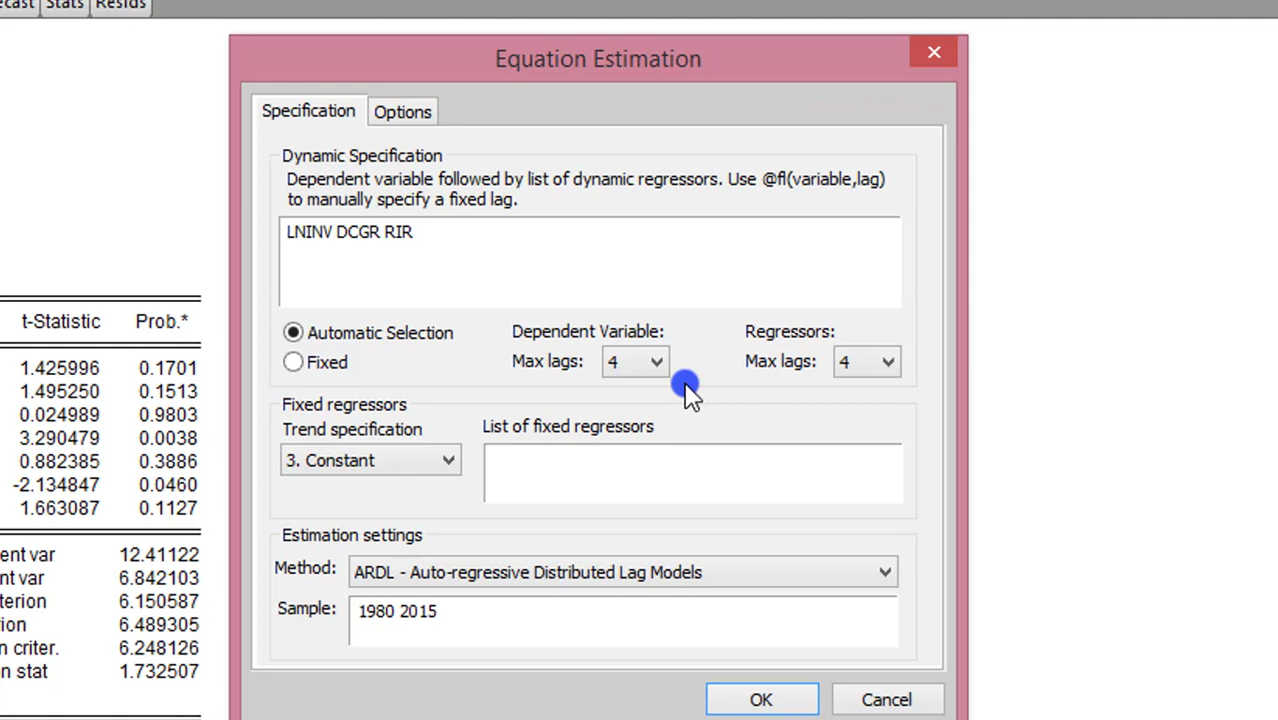 ecast Stats Resids
Equation Estimation
Specification Options
Dynamic Specification
Dependent variable followed by list of dynamic regressors. Use @fl(variable,lag)
to manually specify a fixed lag.
LNINV DCGR RIR
Automatic Selection Dependent Variable: Regressors:
Fixed Max lags: 4 Max lags: 4
Fixed regressors
Trend specification List of fixed regressors
3. Constant
Estimation settings
Method: ARDL - Auto-regressive Distributed Lag Models
Sample: 1980 2015
OK Cancel
t-Statistic Prob.*
1.425996 0.1701
1.495250 0.1513
0.024989 0.9803
3.290479 0.0038
0.882385 0.3886
-2.134847 0.0460
1.663087 0.1127
ent var 12.41122
nt var 6.842103
terion 6.150587
rion 6.489305
n criter. 6.248126
n stat 1.732507